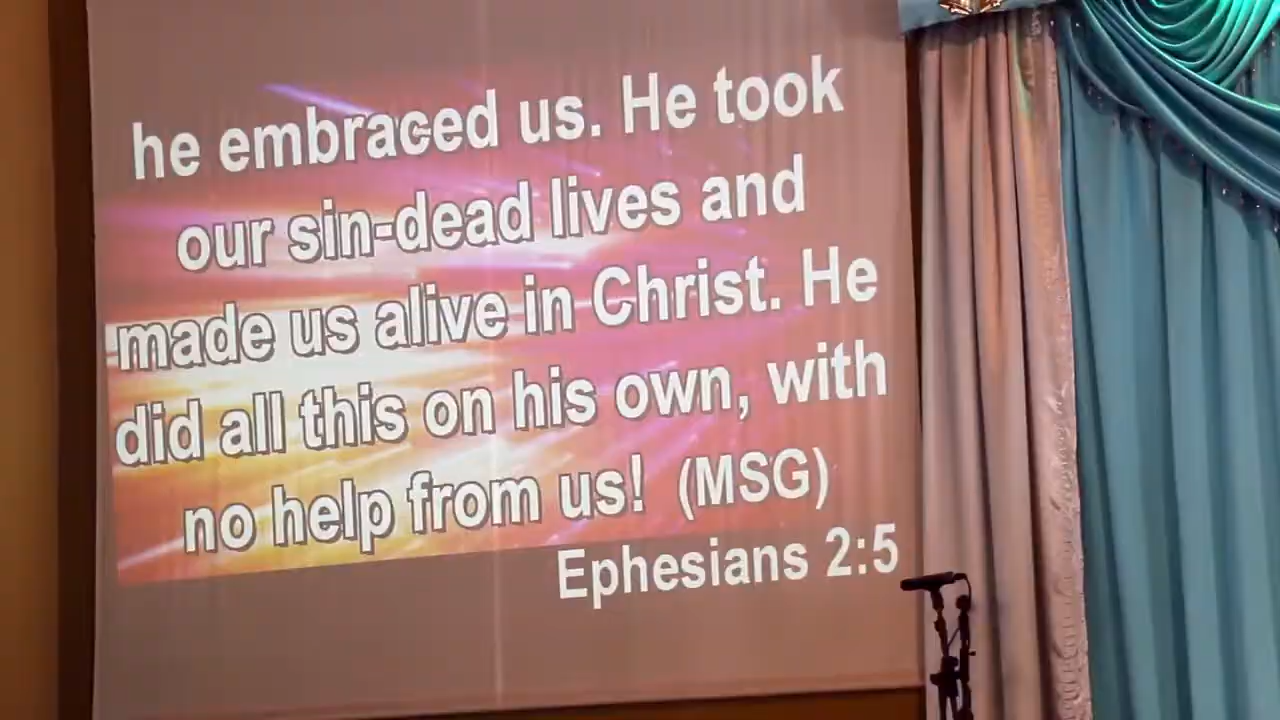 he embraced us. He took
our sin-dead lives and
made us alive in Christ. He
did all this on his own, with
no help from us! (MSG)
Ephesians 2:5